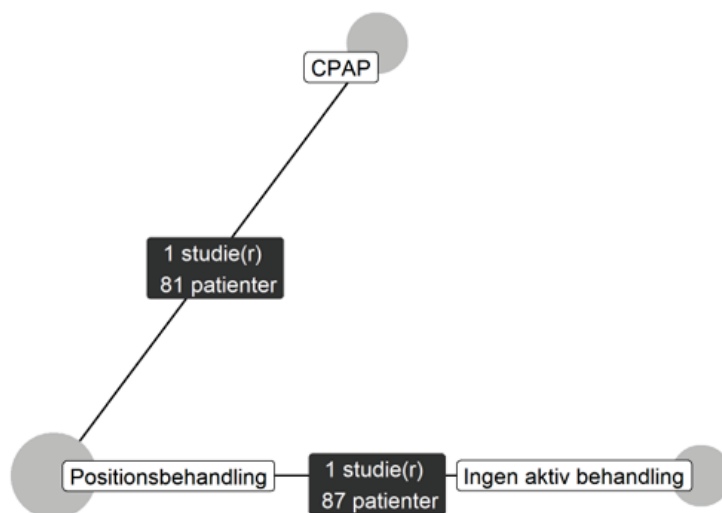 CPAP
1 studie(r)
81 patienter
Positionsbehandling
1 studie(r)
87 patienter
Ingen aktiv behandling